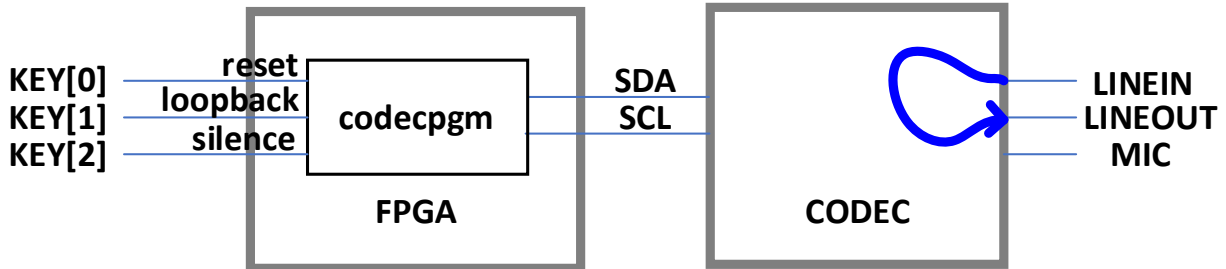 KEY[0] reset SDA LINEIN
KEY[1] loopback codecpgm SCL LINEOUT
KEY[2] silence MIC
FPGA CODEC